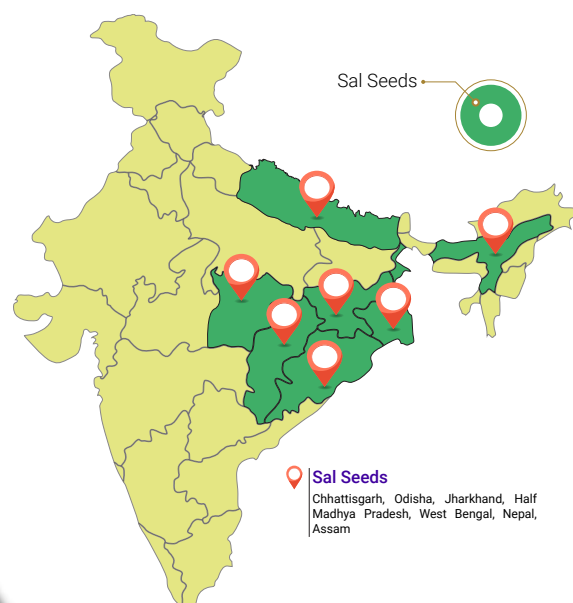 Sal Seeds
Sal Seeds
Chhattisgarh, Odisha, Jharkhand, Half
Madhya Pradesh, West Bengal, Nepal,
Assam